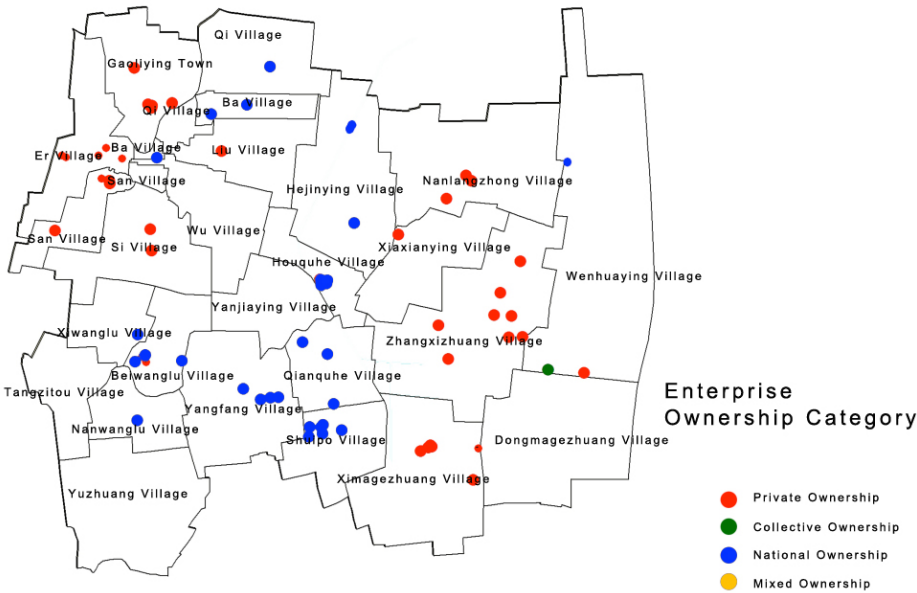 Qi Village
Gaoliying Town
Ba Village
Qi Village
Ba Village
Liu Village
Er Village
San Village
Nanlangzhong Village
Hejinying Village
Wu Village
San Village
Si Village
Xiaxianying Village
Houquhe Village
Wenhuaying Village
Yanjiaying Village
Xiwanglu Village
Zhangxizhuang Village
Beiwanglu Village
Qianquhe Village
Tangzitou Village
Yangfang Village
Nanwanglu Village
Shuipo Village
Dongmagezhuang Village
Ximagezhuang Village
Yuzhuang Village
Enterprise
Ownership Category
Private Ownership
Collective Ownership
National Ownership
Mixed Ownership